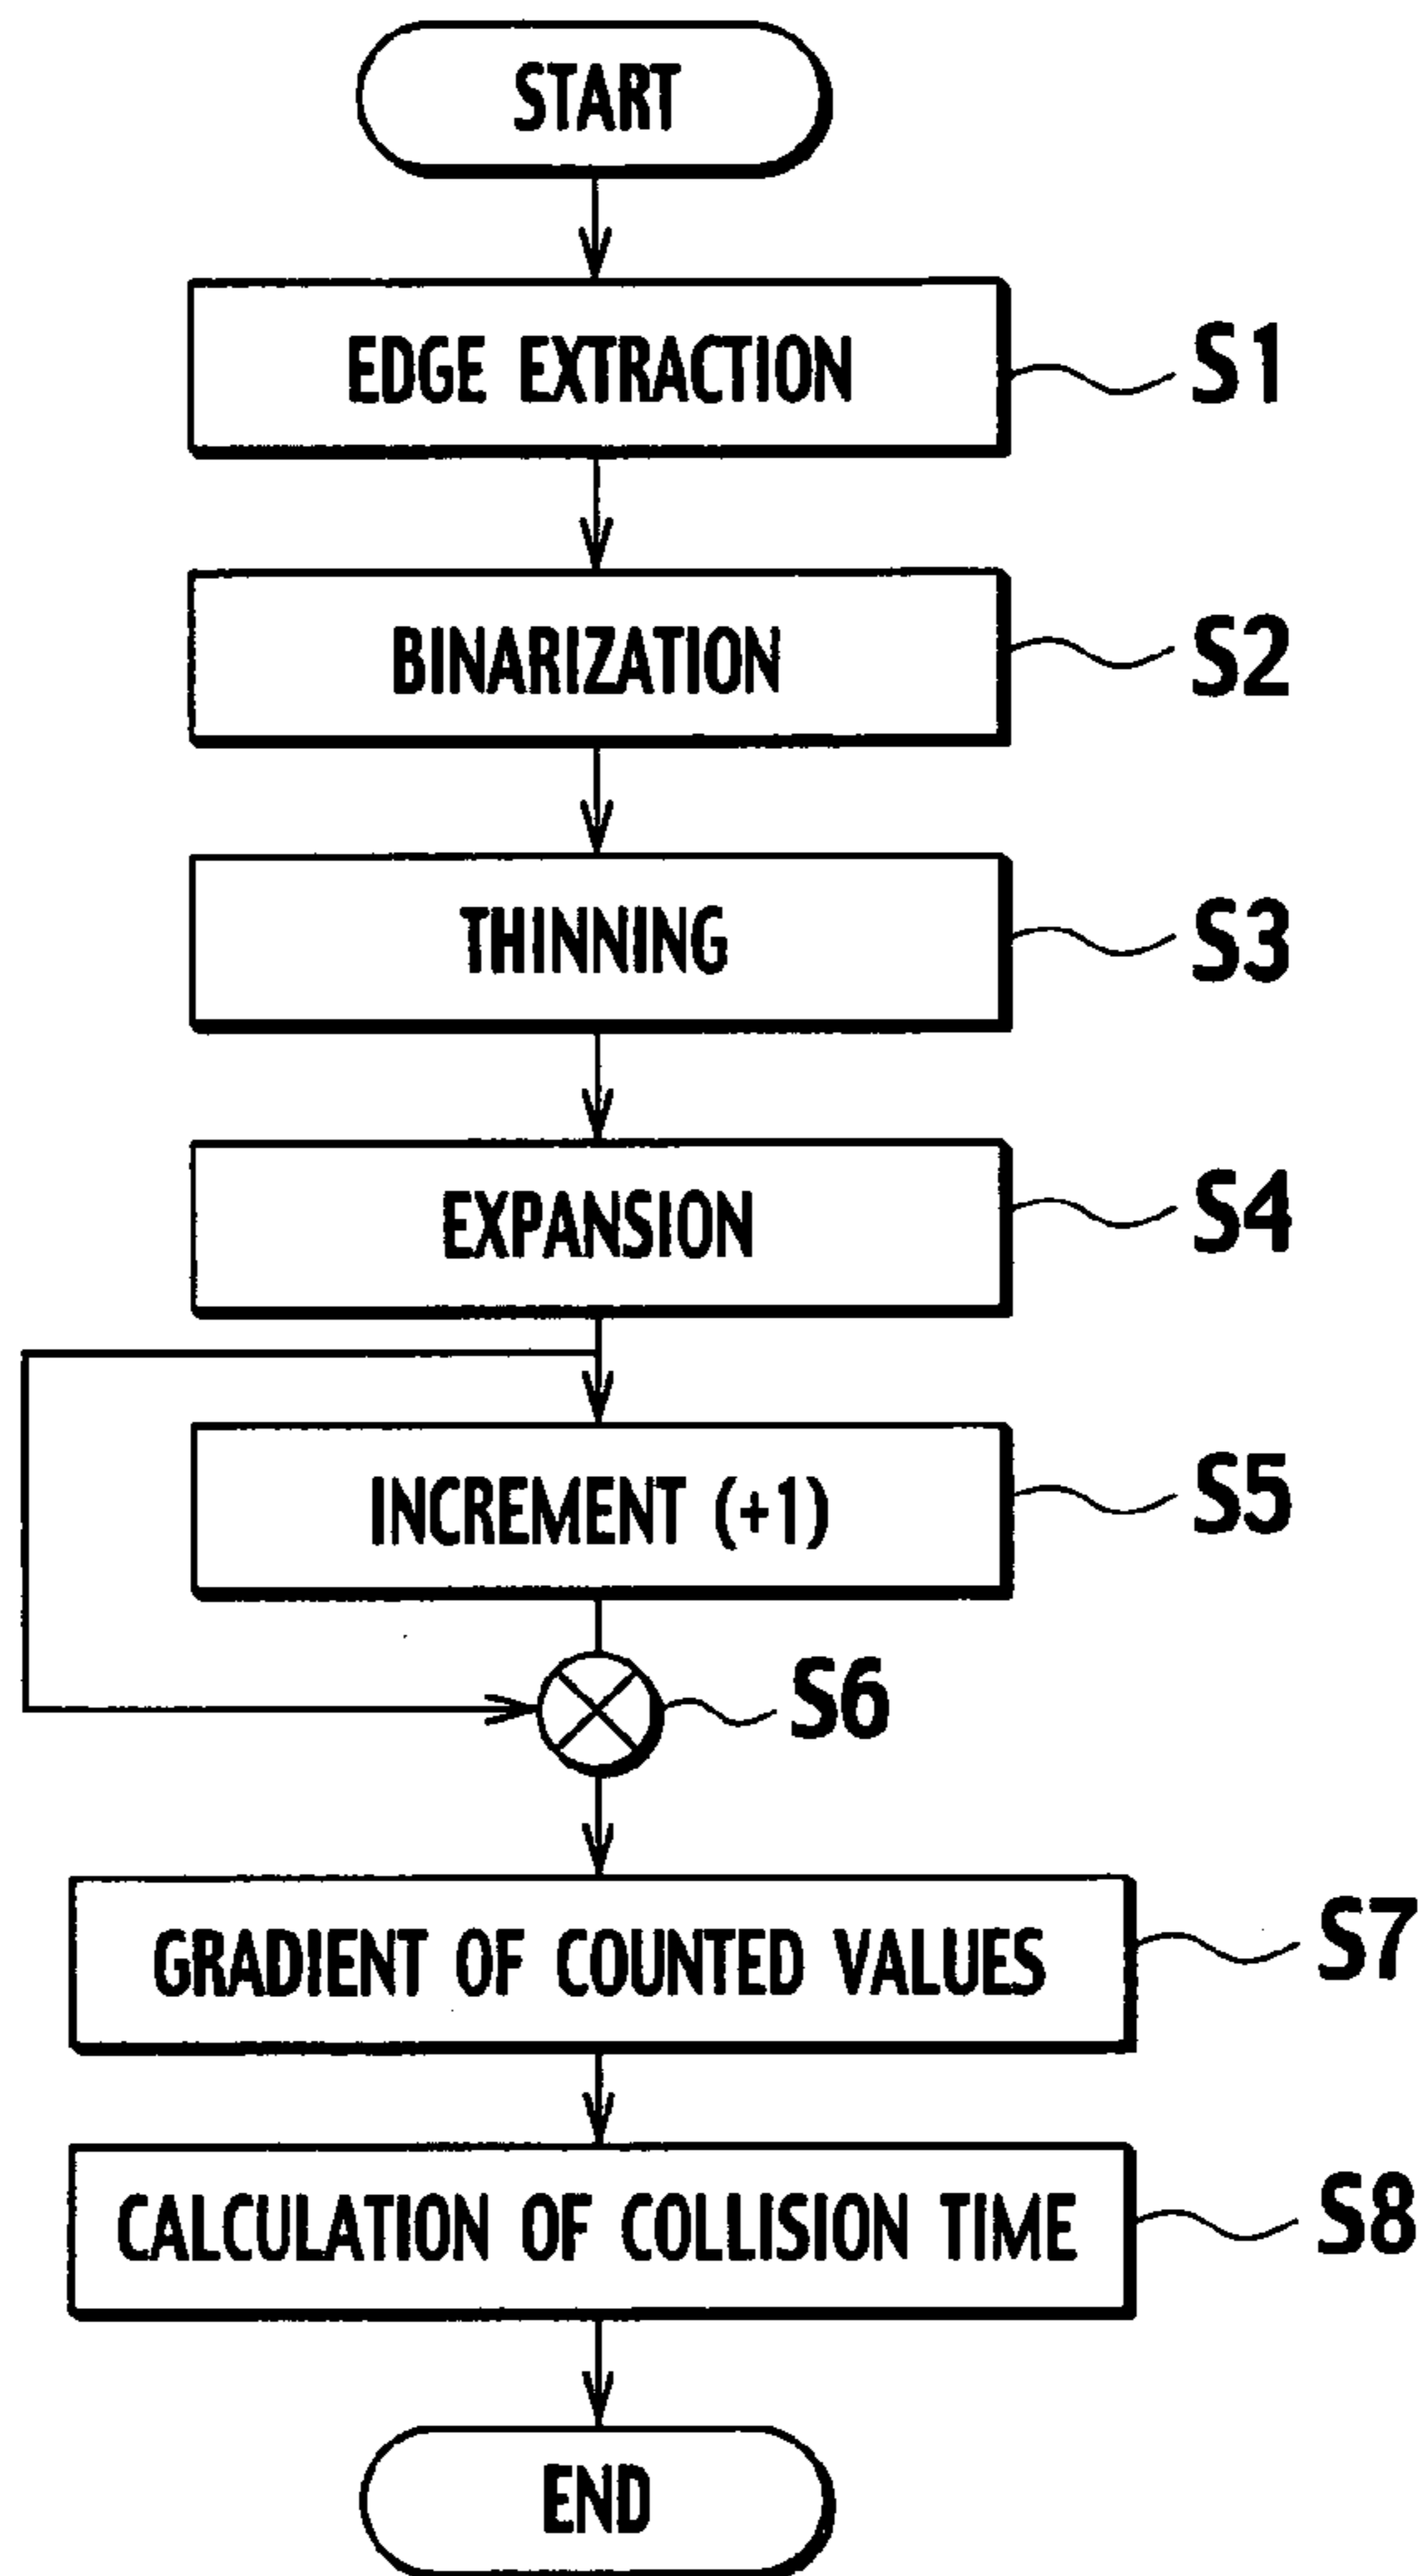 START
EDGE EXTRACTION
S1
BINARIZATION
S2
THINNING
S3
EXPANSION
S4
INCREMENT (+1)
S5
S6
GRADIENT OF COUNTED VALUES
S7
CALCULATION OF COLLISION TIME
S8
END